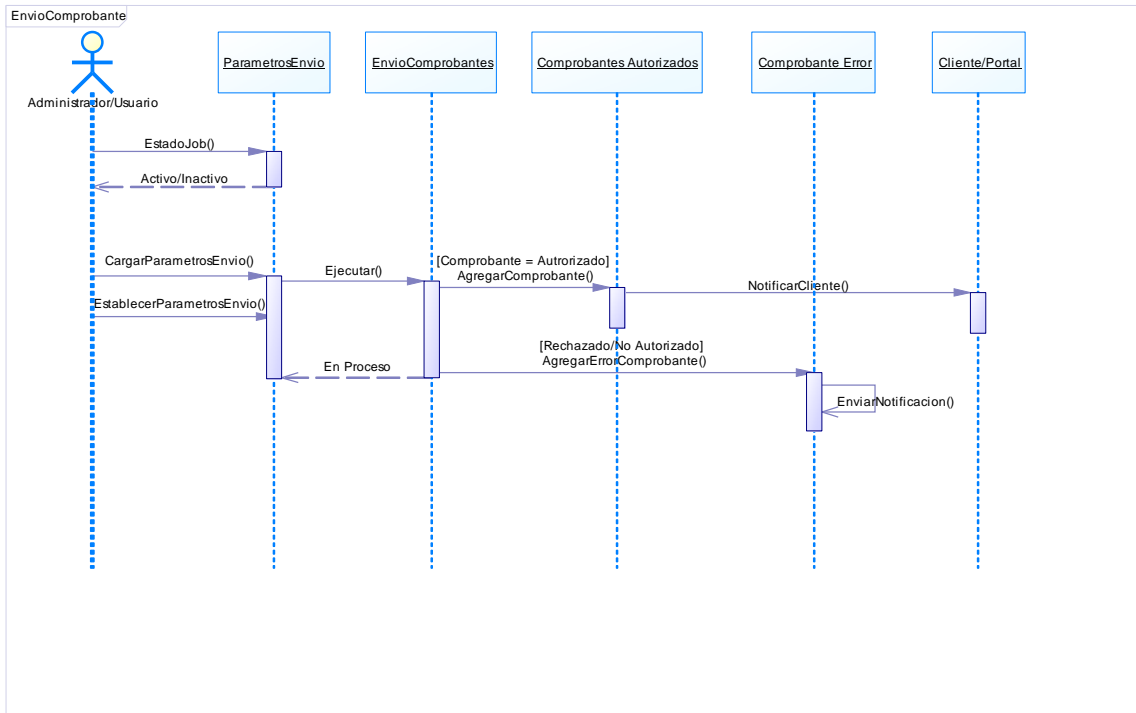 EnvioComprobante
ParametrosEnvio
EnvioComprobantes
Comprobantes Autorizados
Comprobante Error
Cliente/Portal
Administrador/Usuario
EstadoJob()
Activo/Inactivo
CargarParametrosEnvio()
Ejecutar()
[Comprobante = Autrorizado]
AgregarComprobante()
NotificarCliente()
EstablecerParametrosEnvio()
[Rechazado/No Autorizado]
AgregarErrorComprobante()
En Proceso
EnviarNotificacion()